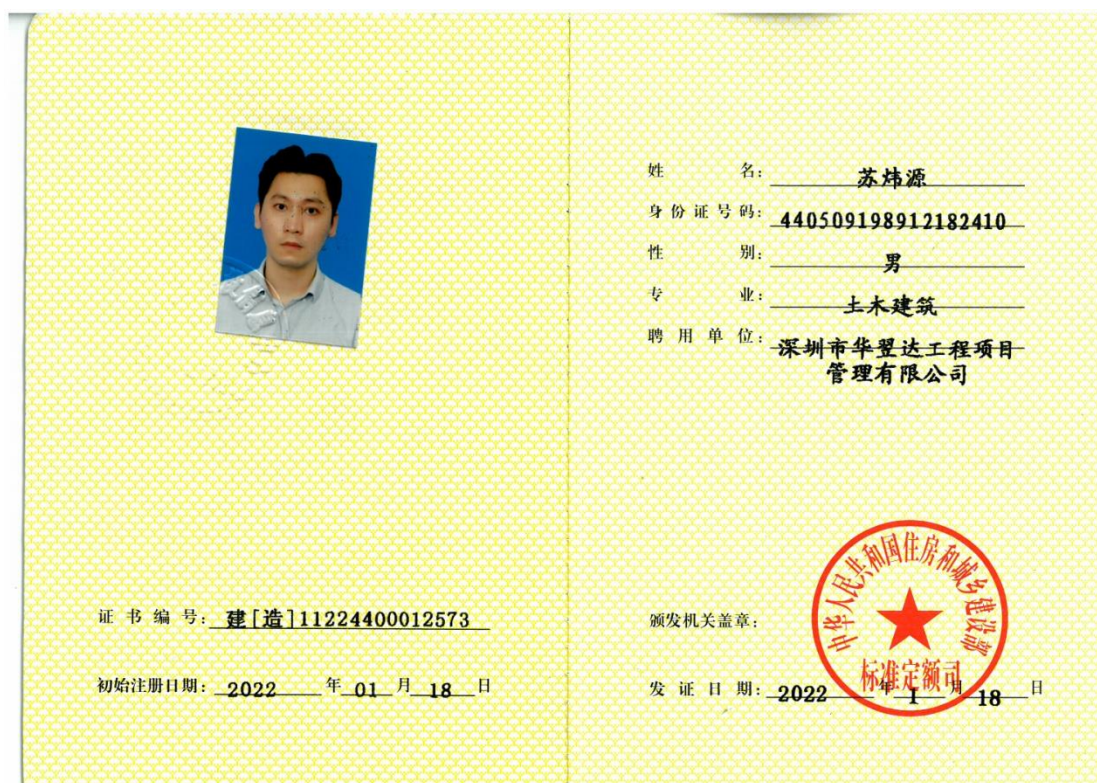 证书编号：建[造]11224400012573
初始注册日期：2022年01月18日
姓名：苏炜源
身份证号码：440509198912182410
性别：男
专业：土木建筑
聘用单位：深圳市华翌达工程项目
管理有限公司
颁发机关盖章：
中华人民共和国住房和城乡建设部
标准定额司
发证日期：2022年1月18日